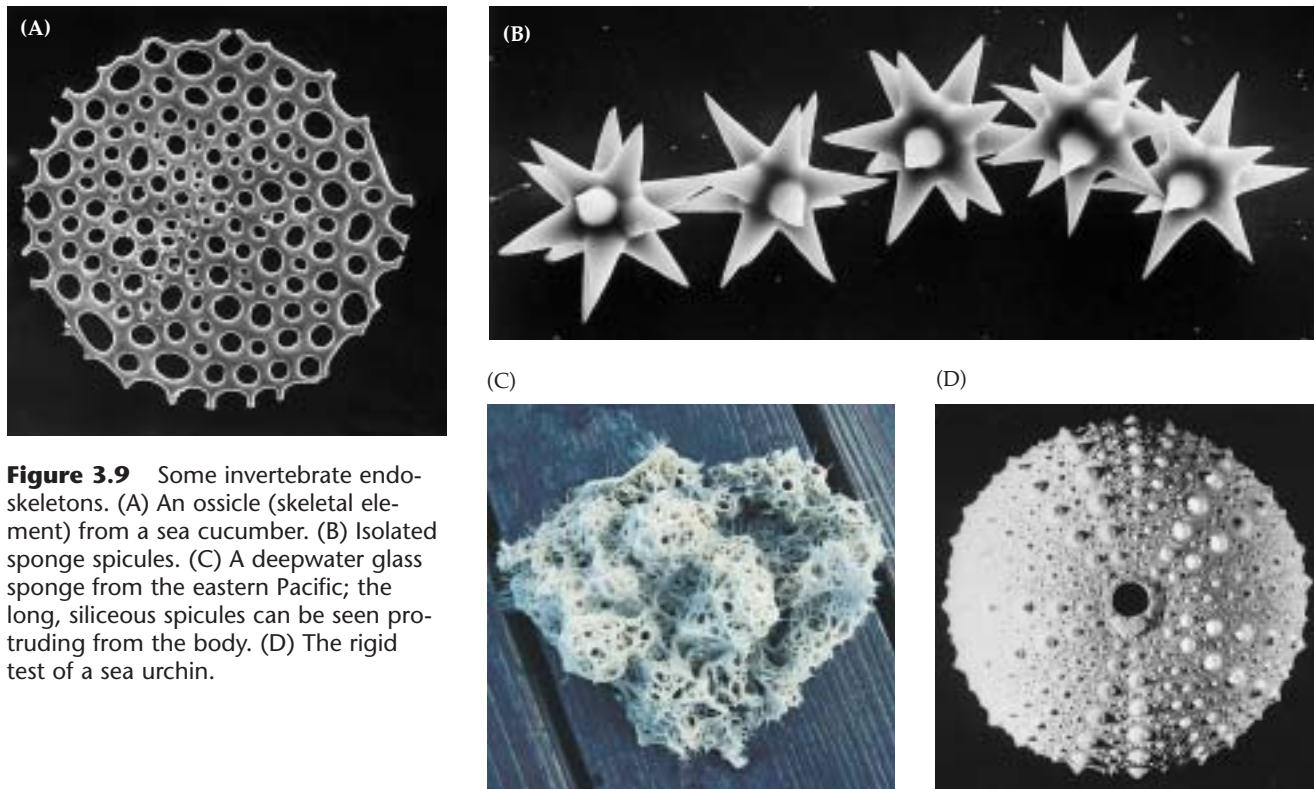 (A)
(B)
(C)
(D)
Figure 3.9 Some invertebrate endo-
skeletons. (A) An ossicle (skeletal ele-
ment) from a sea cucumber. (B) Isolated
sponge spicules. (C) A deepwater glass
sponge from the eastern Pacific; the
long, siliceous spicules can be seen pro-
truding from the body. (D) The rigid
test of a sea urchin.